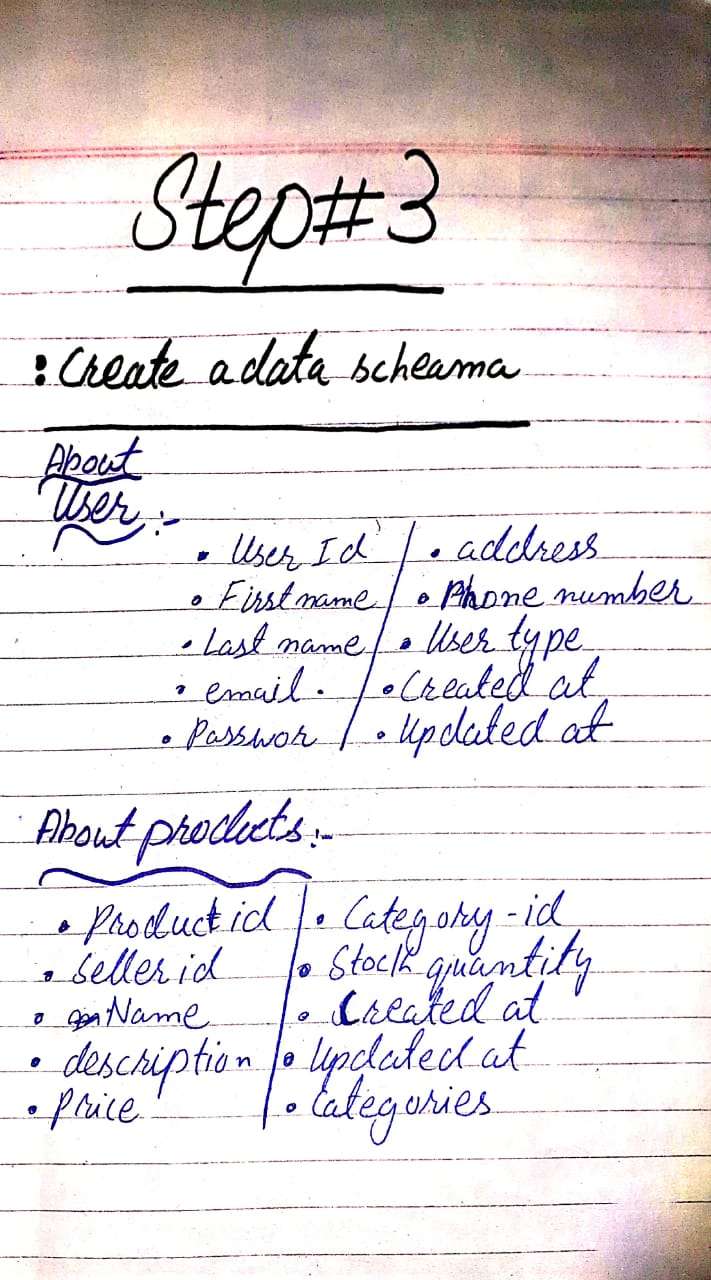 Step#3
: Create a data scheama
About
User :-
• User Id / • address
• First name / • Phone number
• Last name / • User type
• email. / • Created at
• Passwor / • Updated at
About products :-
• Product id / • Category-id
• Seller id / • Stock quantity
• Name / • Created at
• description / • Updated at
• Price / • Categories